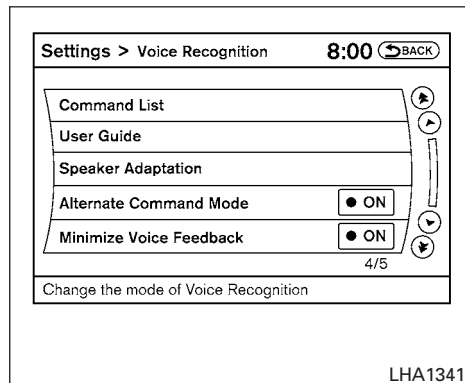 Settings > Voice Recognition 8:00 BACK
Command List
User Guide
Speaker Adaptation
Alternate Command Mode ON
Minimize Voice Feedback ON
4/5
Change the mode of Voice Recognition
LHA1341